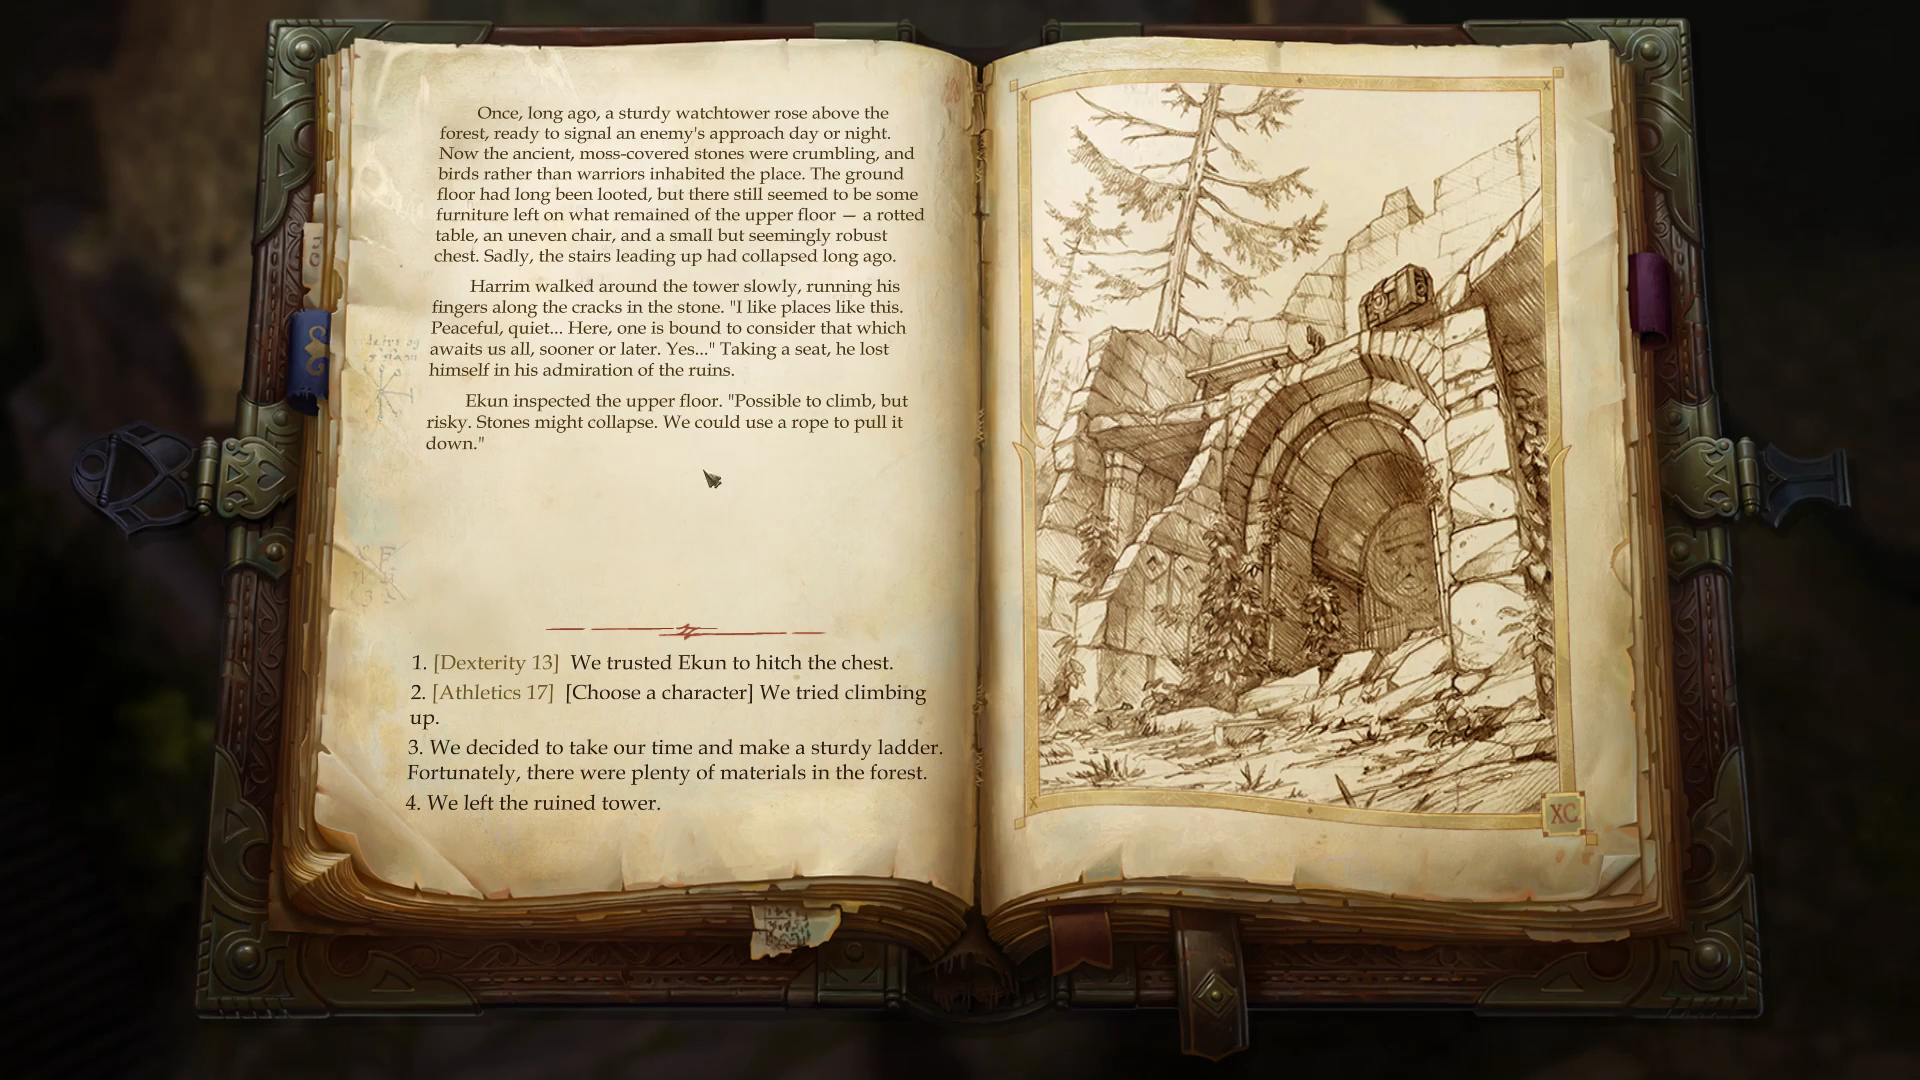 Once, long ago, a sturdy watchtower rose above the
forest, ready to signal an enemy's approach day or night.
Now the ancient, moss-covered stones were crumbling, and
birds rather than warriors inhabited the place. The ground
floor had long been looted, but there still seemed to be some
furniture left on what remained of the upper floor — a rotted
table, an uneven chair, and a small but seemingly robust
chest. Sadly, the stairs leading up had collapsed long ago.
Harrim walked around the tower slowly, running his
fingers along the cracks in the stone. "I like places like this.
Peaceful, quiet... Here, one is bound to consider that which
awaits us all, sooner or later. Yes..." Taking a seat, he lost
himself in his admiration of the ruins.
Ekun inspected the upper floor. "Possible to climb, but
risky. Stones might collapse. We could use a rope to pull it
down."
1. [Dexterity 13] We trusted Ekun to hitch the chest.
2. [Athletics 17] [Choose a character] We tried climbing
up.
3. We decided to take our time and make a sturdy ladder.
Fortunately, there were plenty of materials in the forest.
4. We left the ruined tower.
XC